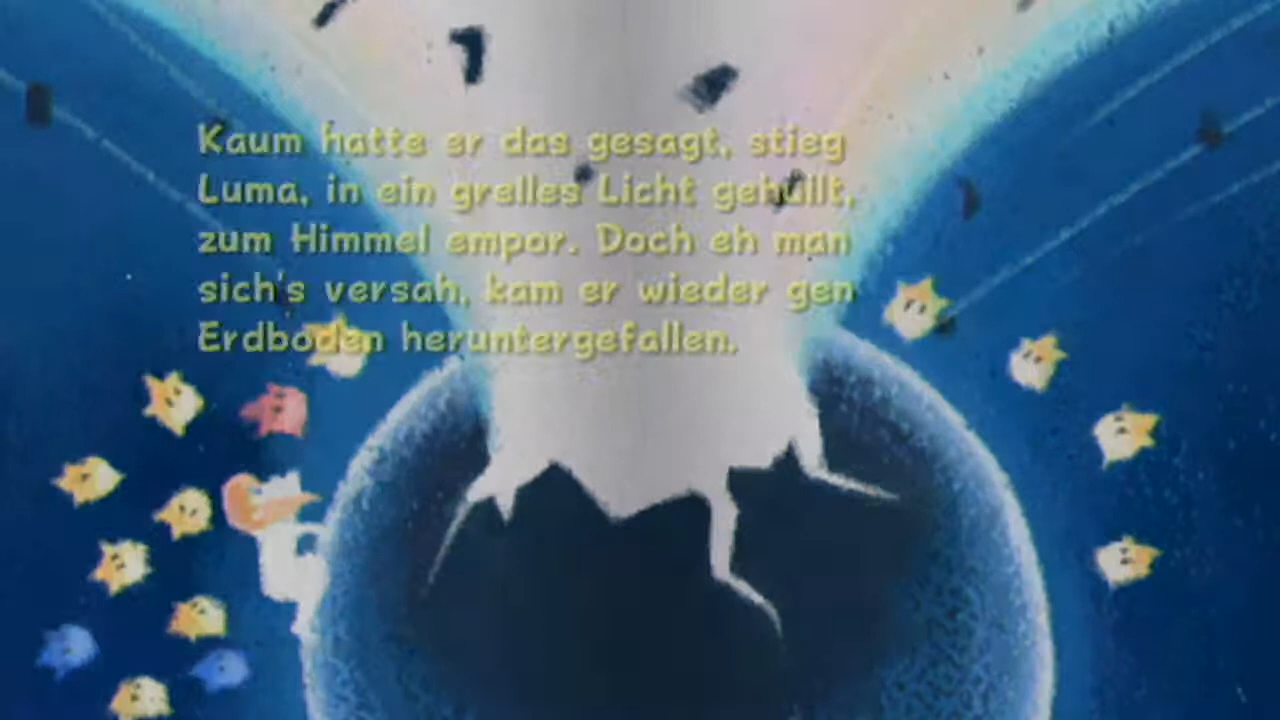 Kaum hatte er das gesagt, stieg
Luma, in ein grelles Licht gehüllt,
zum Himmel empor. Doch eh man
sich's versah, kam er wieder gen
Erdboden heruntergefallen.